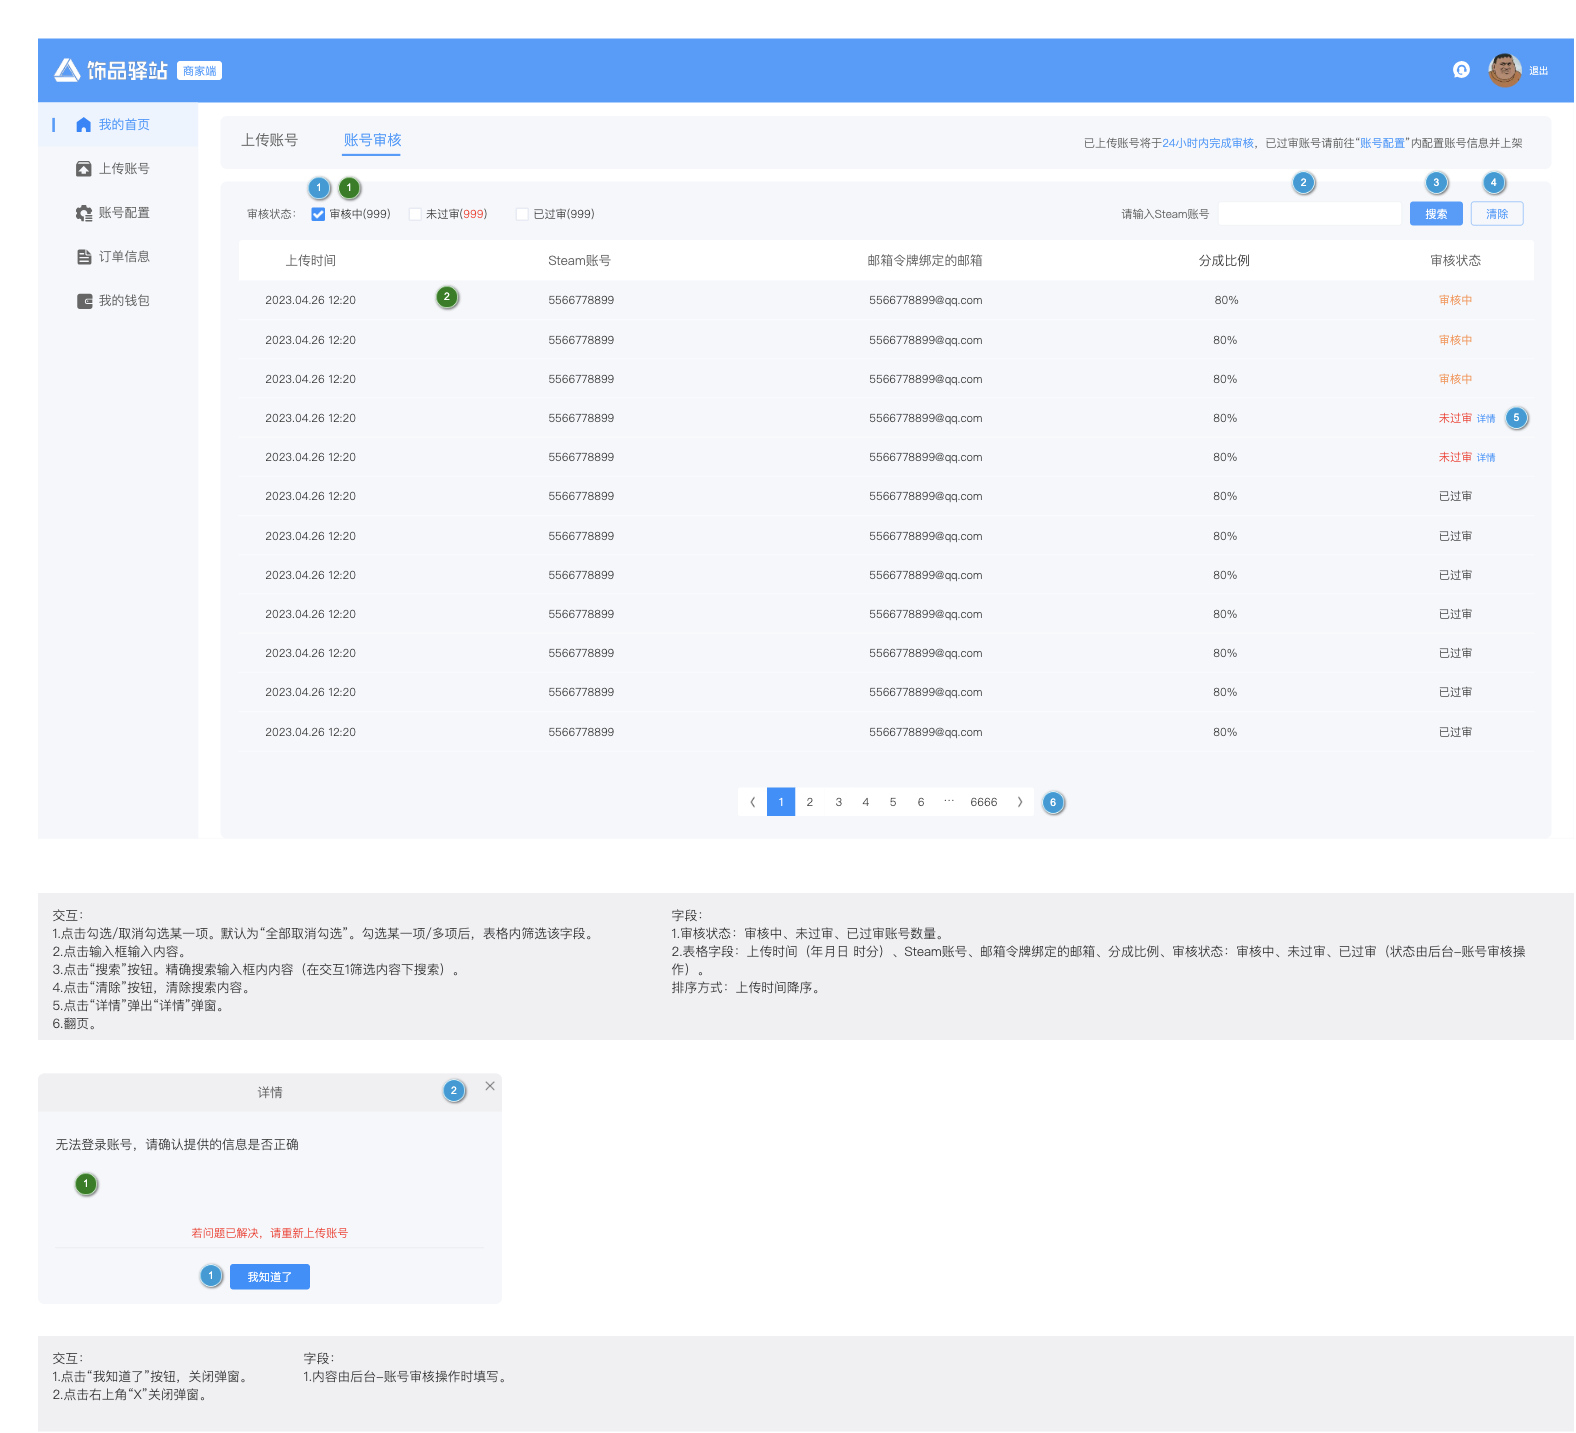 饰品驿站 商家端
退出
我的首页
上传账号
账号配置
订单信息
我的钱包
上传账号 账号审核
已上传账号将于24小时内完成审核，已过审账号请前往“账号配置”内配置账号信息并上架
1 1 2 3 4
审核状态： 审核中(999) 未过审(999) 已过审(999) 请输入Steam账号 搜索 清除
上传时间 Steam账号 邮箱令牌绑定的邮箱 分成比例 审核状态
2023.04.26 12:20 2 5566778899 5566778899@qq.com 80% 审核中
2023.04.26 12:20 5566778899 5566778899@qq.com 80% 审核中
2023.04.26 12:20 5566778899 5566778899@qq.com 80% 审核中
2023.04.26 12:20 5566778899 5566778899@qq.com 80% 未过审 详情 5
2023.04.26 12:20 5566778899 5566778899@qq.com 80% 未过审 详情
2023.04.26 12:20 5566778899 5566778899@qq.com 80% 已过审
2023.04.26 12:20 5566778899 5566778899@qq.com 80% 已过审
2023.04.26 12:20 5566778899 5566778899@qq.com 80% 已过审
2023.04.26 12:20 5566778899 5566778899@qq.com 80% 已过审
2023.04.26 12:20 5566778899 5566778899@qq.com 80% 已过审
2023.04.26 12:20 5566778899 5566778899@qq.com 80% 已过审
2023.04.26 12:20 5566778899 5566778899@qq.com 80% 已过审
〈 1 2 3 4 5 6 ··· 6666 〉 6
交互：
1.点击勾选/取消勾选某一项。默认为“全部取消勾选”。勾选某一项/多项后，表格内筛选该字段。
2.点击输入框输入内容。
3.点击“搜索”按钮。精确搜索输入框内内容（在交互1筛选内容下搜索）。
4.点击“清除”按钮，清除搜索内容。
5.点击“详情”弹出“详情”弹窗。
6.翻页。
字段：
1.审核状态：审核中、未过审、已过审账号数量。
2.表格字段：上传时间（年月日 时分）、Steam账号、邮箱令牌绑定的邮箱、分成比例、审核状态：审核中、未过审、已过审（状态由后台-账号审核操
作）。
排序方式：上传时间降序。
详情 2 ×
无法登录账号，请确认提供的信息是否正确
1
若问题已解决，请重新上传账号
1 我知道了
交互：
1.点击“我知道了”按钮，关闭弹窗。
2.点击右上角“X”关闭弹窗。
字段：
1.内容由后台-账号审核操作时填写。